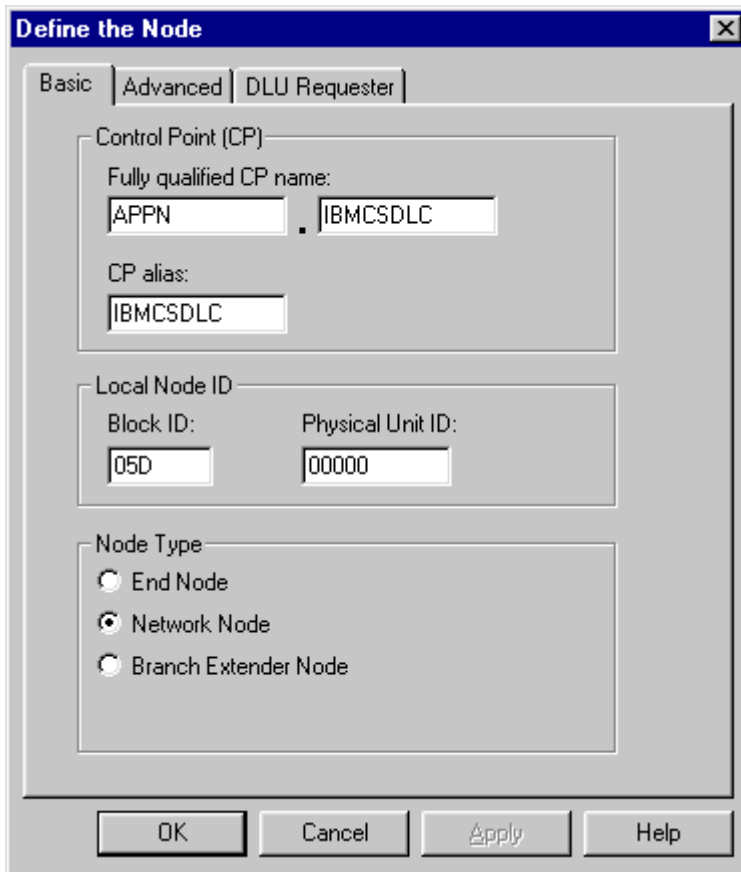 Define the Node
Basic Advanced DLU Requester
Control Point (CP)
Fully qualified CP name:
APPN . IBMCSDLC
CP alias:
IBMCSDLC
Local Node ID
Block ID: Physical Unit ID:
05D 00000
Node Type
End Node
Network Node
Branch Extender Node
OK Cancel Apply Help